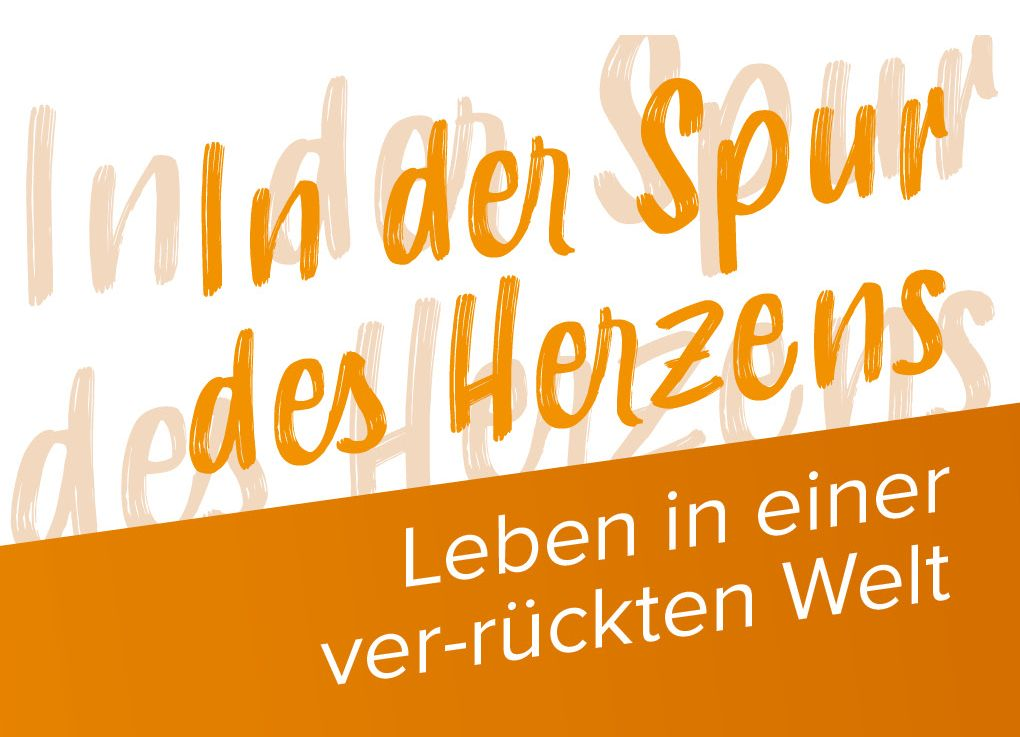 In der Spur
des Herzens
Leben in einer
ver-rückten Welt